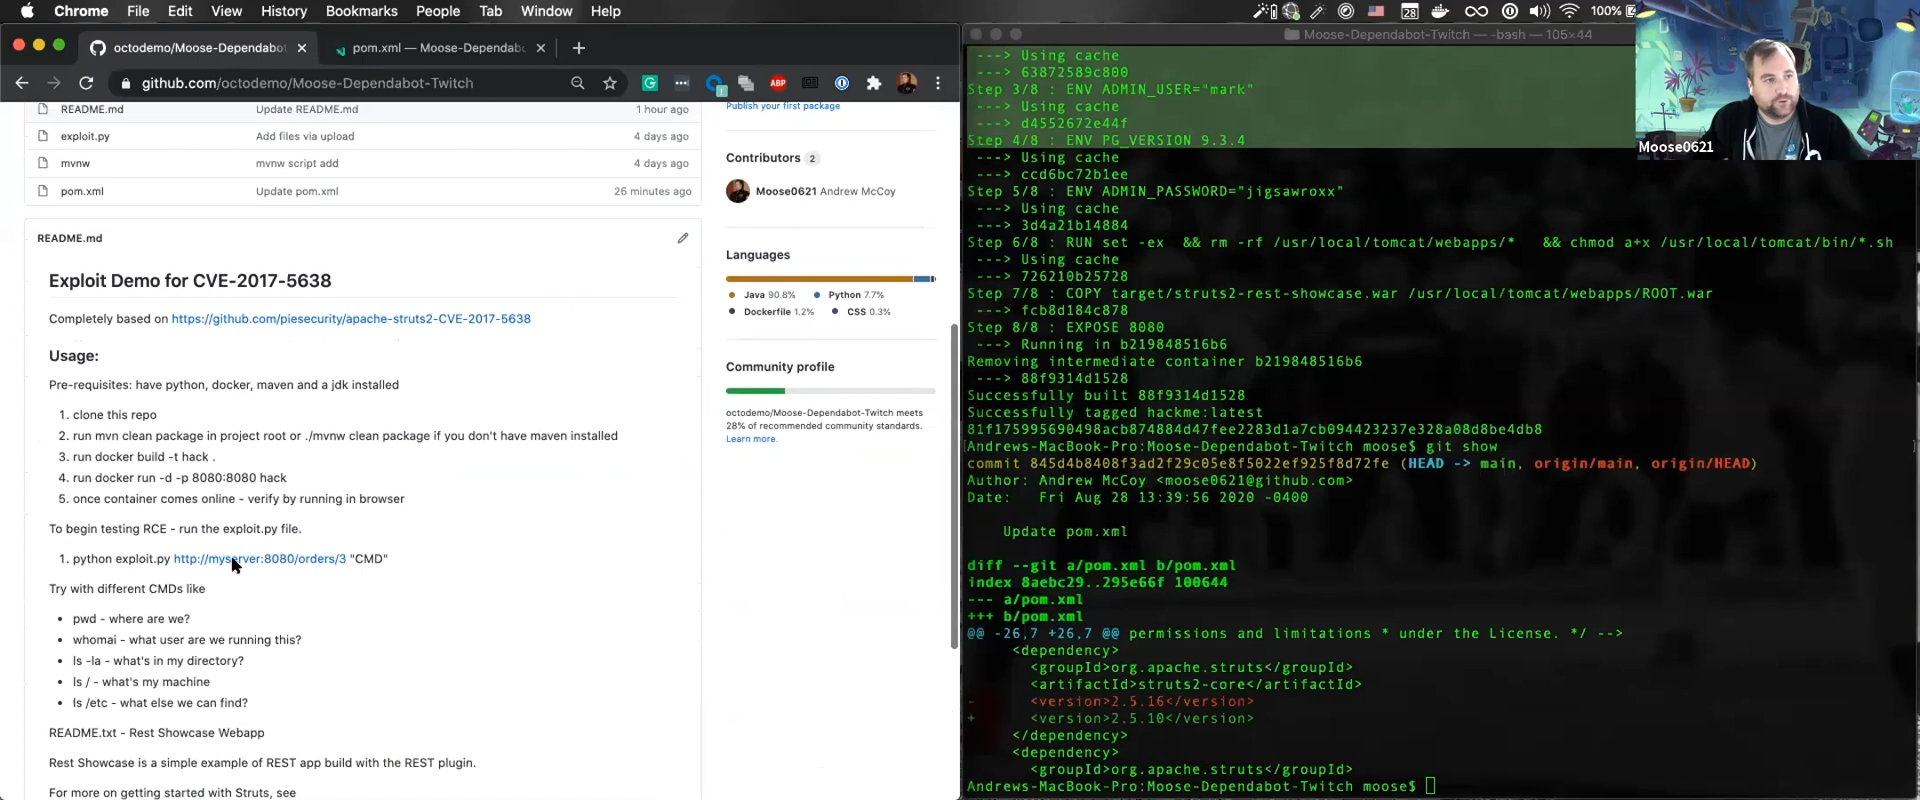 Chrome File Edit View History Bookmarks People Tab Window Help
28 100%
octodemo/Moose-Dependabot
pom.xml — Moose-Dependabo
github.com/octodemo/Moose-Dependabot-Twitch
ABP
README.md Update README.md 1 hour ago
exploit.py Add files via upload 4 days ago
mvnw mvnw script add 4 days ago
pom.xml Update pom.xml 26 minutes ago
README.md
Exploit Demo for CVE-2017-5638
Completely based on https://github.com/piesecurity/apache-struts2-CVE-2017-5638
Usage:
Pre-requisites: have python, docker, maven and a jdk installed
1. clone this repo
2. run mvn clean package in project root or ./mvnw clean package if you don't have maven installed
3. run docker build -t hack .
4. run docker run -d -p 8080:8080 hack
5. once container comes online - verify by running in browser
To begin testing RCE - run the exploit.py file.
1. python exploit.py http://myserver:8080/orders/3 "CMD"
Try with different CMDs like
• pwd - where are we?
• whomai - what user are we running this?
• ls -la - what's in my directory?
• ls / - what's my machine
• ls /etc - what else we can find?
README.txt - Rest Showcase Webapp
Rest Showcase is a simple example of REST app build with the REST plugin.
For more on getting started with Struts, see
Publish your first package
Contributors 2
Moose0621 Andrew McCoy
Languages
Java 90.8% Python 7.7%
Dockerfile 1.2% CSS 0.3%
Community profile
octodemo/Moose-Dependabot-Twitch meets
28% of recommended community standards.
Learn more.
Moose-Dependabot-Twitch — -bash — 105×44
---> Using cache
---> 63872589c800
Step 3/8 : ENV ADMIN_USER="mark"
---> Using cache
---> d4552672e44f
Step 4/8 : ENV PG_VERSION 9.3.4
---> Using cache
---> ccd6bc72b1ee
Step 5/8 : ENV ADMIN_PASSWORD="jigsawroxx"
---> Using cache
---> 3d4a21b14884
Step 6/8 : RUN set -ex && rm -rf /usr/local/tomcat/webapps/* && chmod a+x /usr/local/tomcat/bin/*.sh
---> Using cache
---> 726210b25728
Step 7/8 : COPY target/struts2-rest-showcase.war /usr/local/tomcat/webapps/ROOT.war
---> fcb8d184c878
Step 8/8 : EXPOSE 8080
---> Running in b219848516b6
Removing intermediate container b219848516b6
---> 88f9314d1528
Successfully built 88f9314d1528
Successfully tagged hackme:latest
81f175995690498acb874884d47fee2283d1a7cb094423237e328a08d8be4db8
Andrews-MacBook-Pro:Moose-Dependabot-Twitch moose$ git show
commit 845d4b8408f3ad2f29c05e8f5022ef925f8d72fe (HEAD -> main, origin/main, origin/HEAD)
Author: Andrew McCoy <moose0621@github.com>
Date: Fri Aug 28 13:39:56 2020 -0400
Update pom.xml
diff --git a/pom.xml b/pom.xml
index 8aebc29..295e66f 100644
--- a/pom.xml
+++ b/pom.xml
@@ -26,7 +26,7 @@ permissions and limitations * under the License. */ -->
<dependency>
<groupId>org.apache.struts</groupId>
<artifactId>struts2-core</artifactId>
- <version>2.5.16</version>
+ <version>2.5.10</version>
</dependency>
<dependency>
<groupId>org.apache.struts</groupId>
Andrews-MacBook-Pro:Moose-Dependabot-Twitch moose$
Moose0621